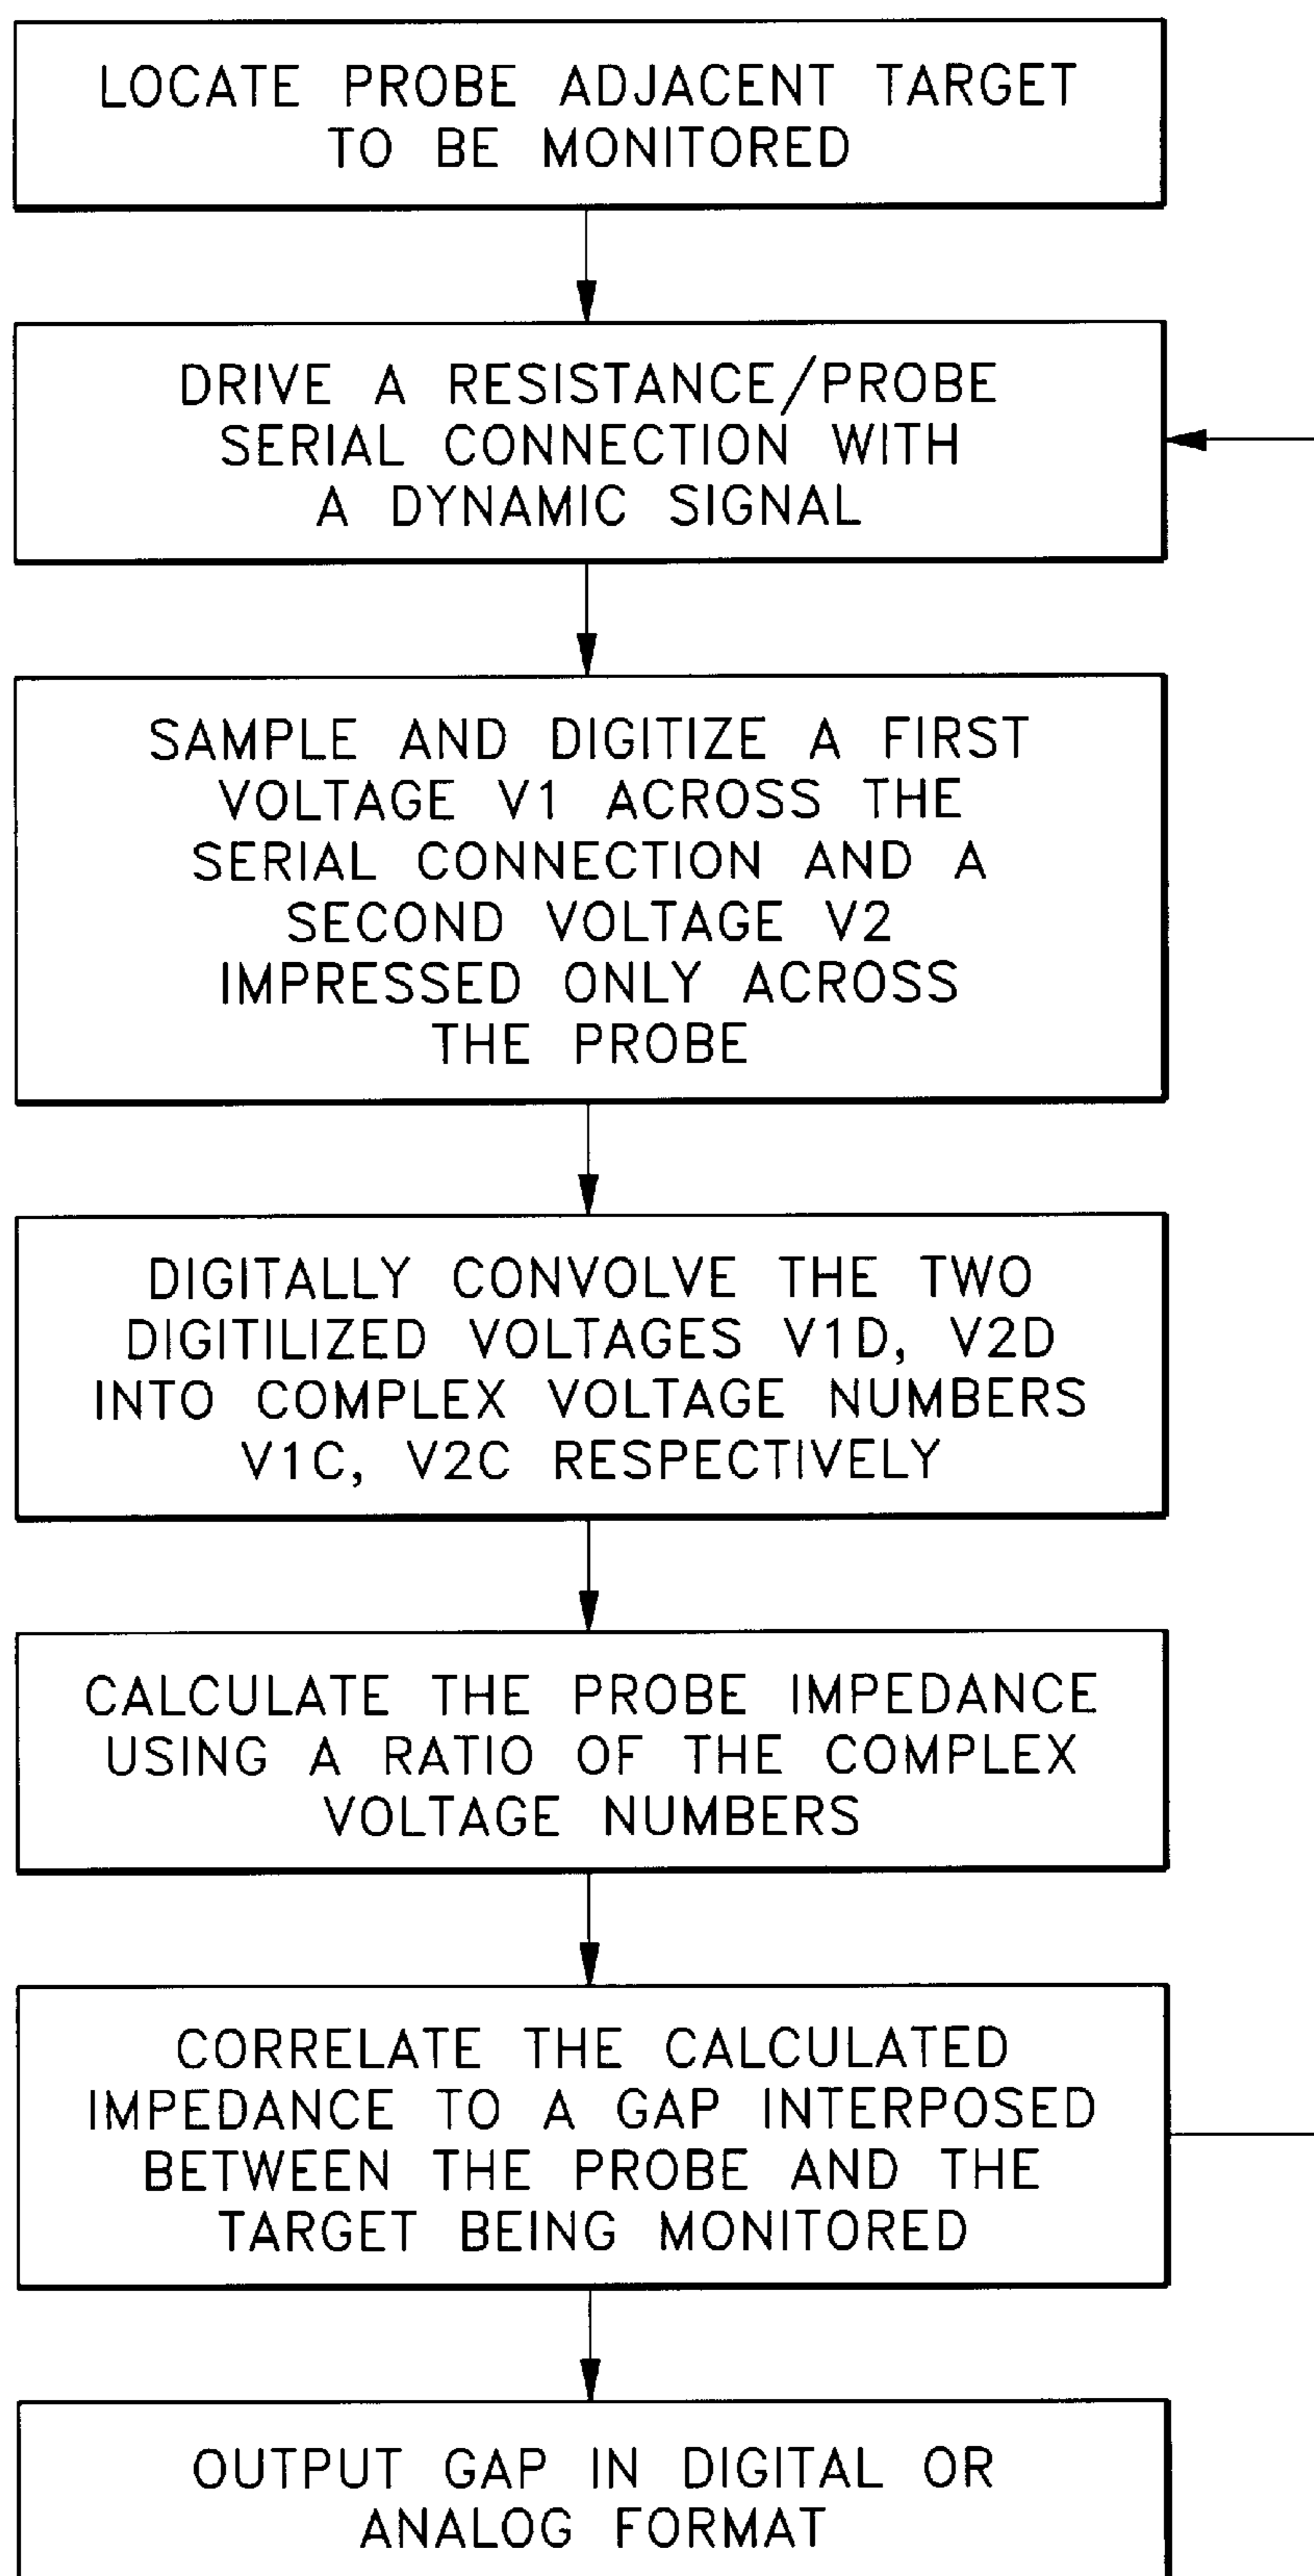 LOCATE PROBE ADJACENT TARGET
TO BE MONITORED
DRIVE A RESISTANCE/PROBE
SERIAL CONNECTION WITH
A DYNAMIC SIGNAL
SAMPLE AND DIGITIZE A FIRST
VOLTAGE V1 ACROSS THE
SERIAL CONNECTION AND A
SECOND VOLTAGE V2
IMPRESSED ONLY ACROSS
THE PROBE
DIGITALLY CONVOLVE THE TWO
DIGITILIZED VOLTAGES V1D, V2D
INTO COMPLEX VOLTAGE NUMBERS
V1C, V2C RESPECTIVELY
CALCULATE THE PROBE IMPEDANCE
USING A RATIO OF THE COMPLEX
VOLTAGE NUMBERS
CORRELATE THE CALCULATED
IMPEDANCE TO A GAP INTERPOSED
BETWEEN THE PROBE AND THE
TARGET BEING MONITORED
OUTPUT GAP IN DIGITAL OR
ANALOG FORMAT